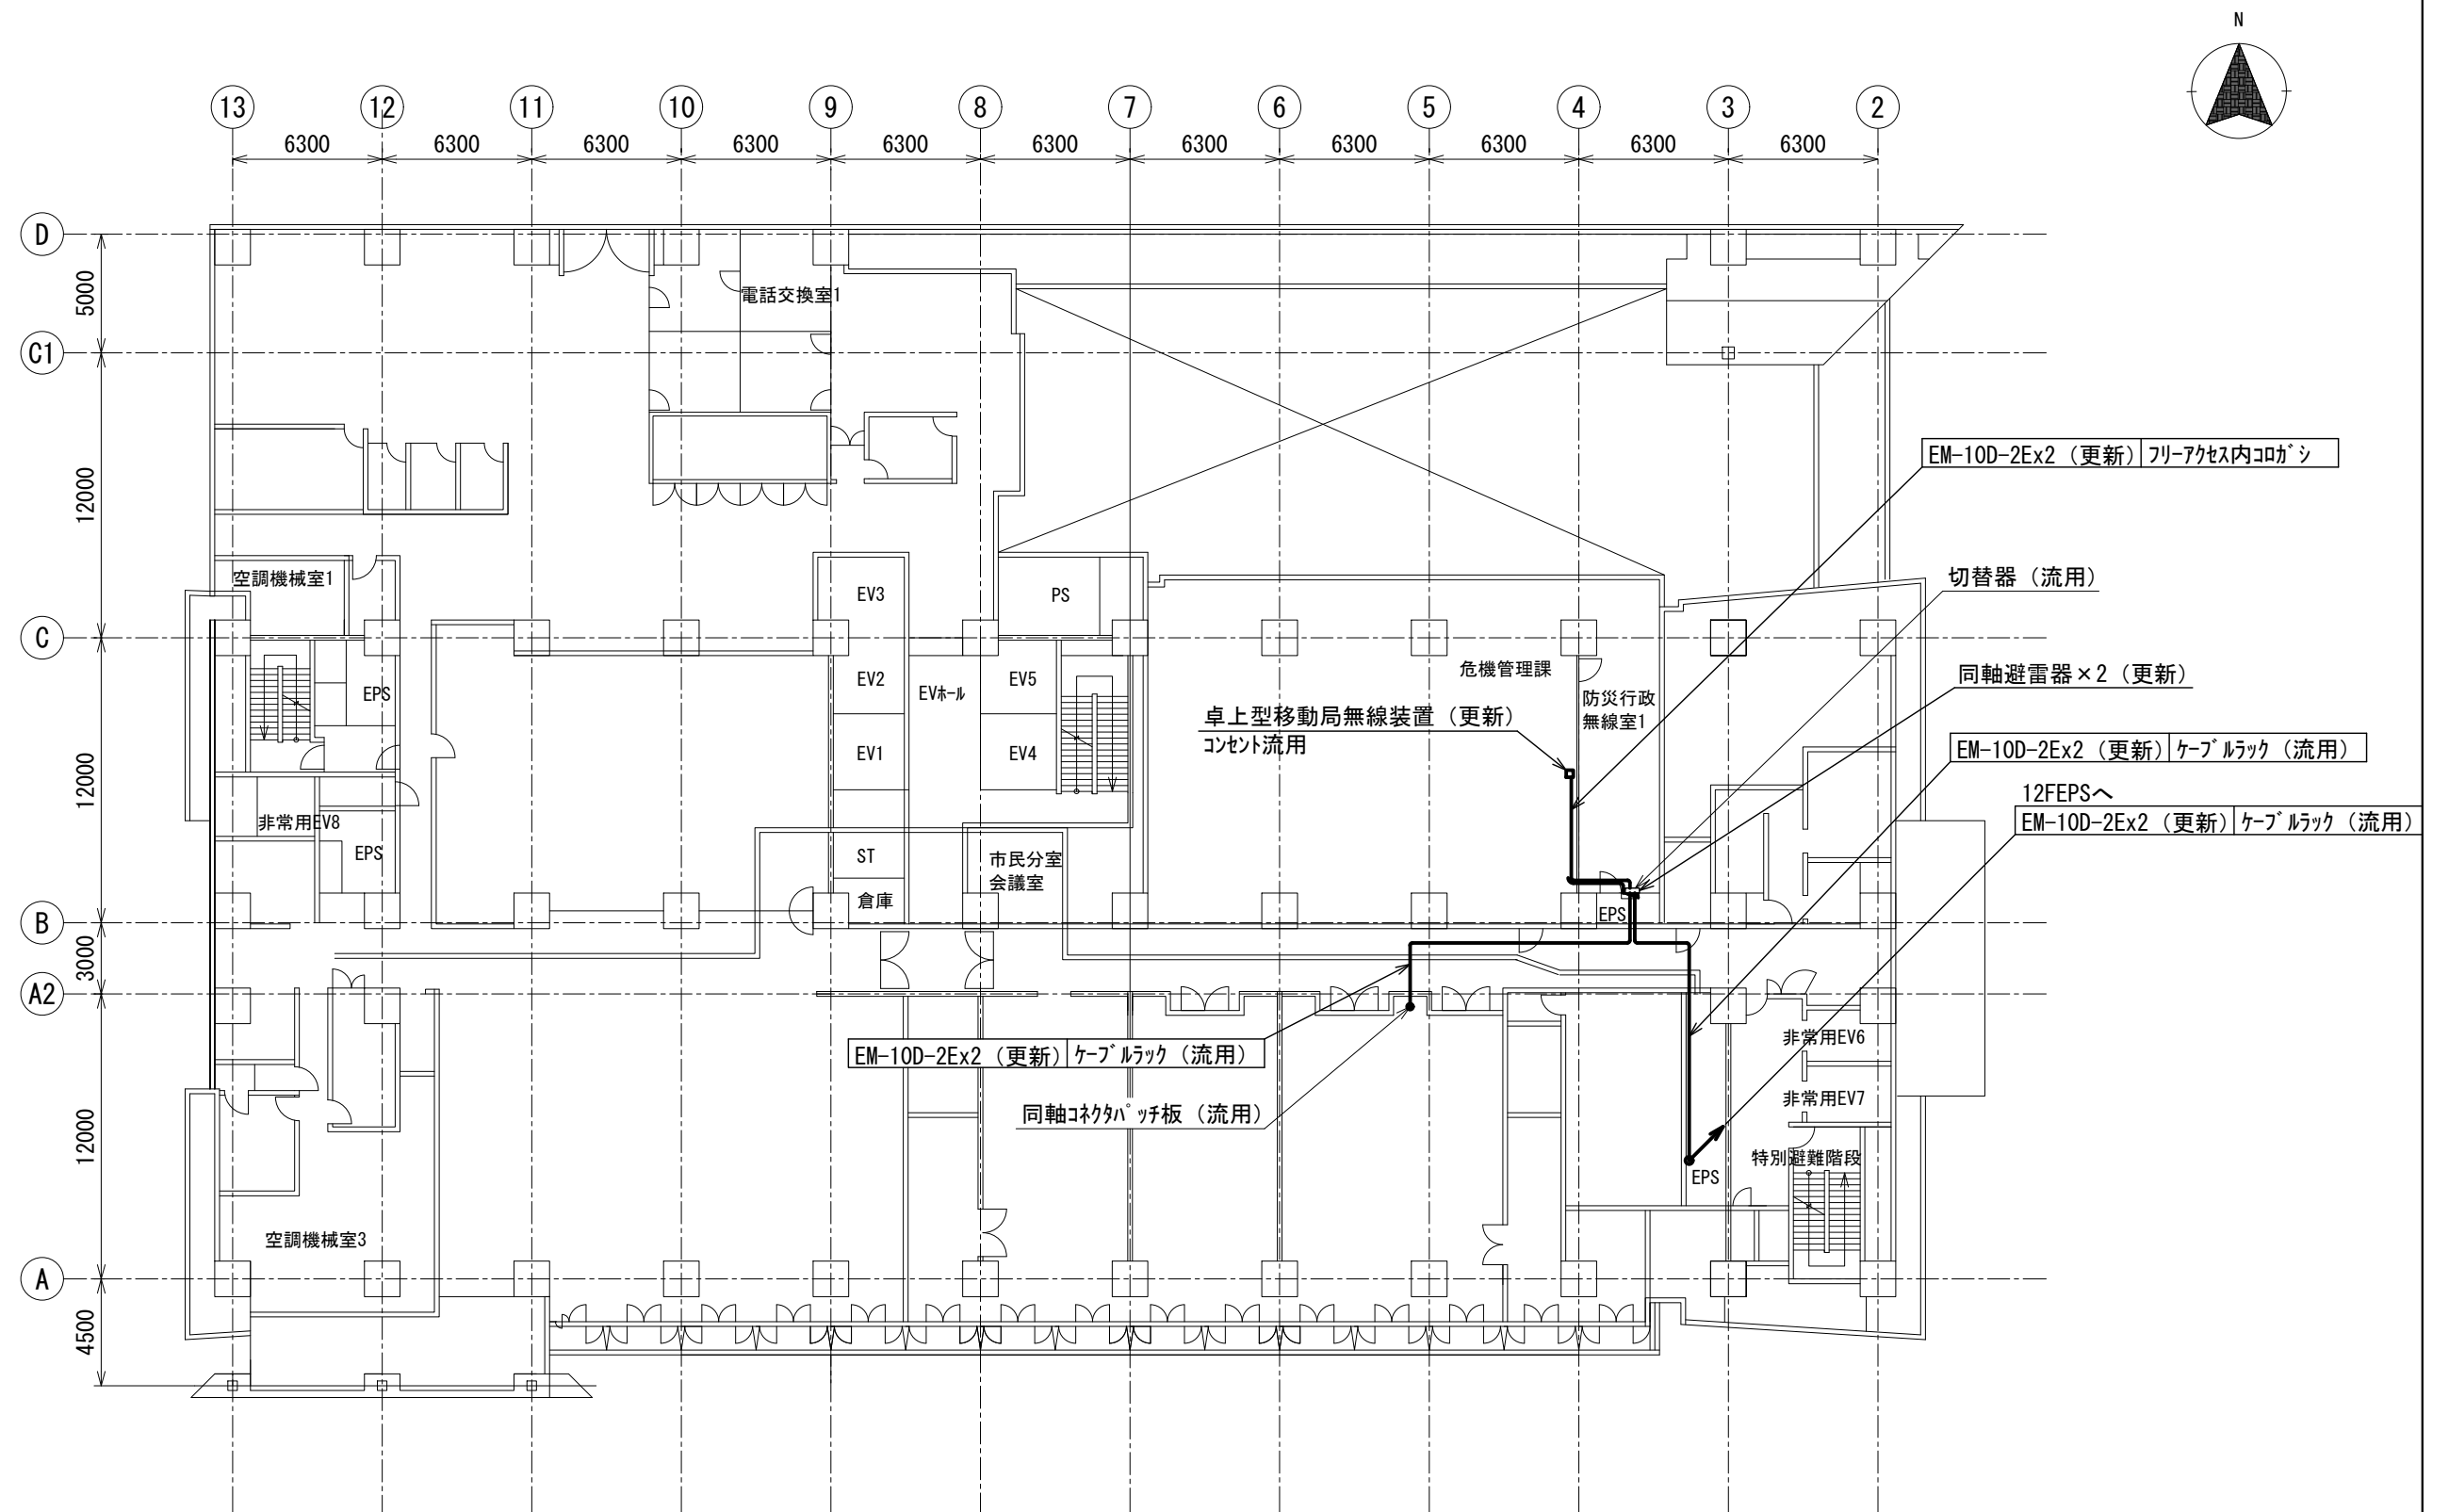 N
13 12 11 10 9 8 7 6 5 4 3 2
6300 6300 6300 6300 6300 6300 6300 6300 6300 6300 6300
D
5000
電話交換室1
C1
12000
EM-10D-2Ex2（更新） ﾌﾘｰｱｸｾｽ内ｺﾛｶﾞｼ
空調機械室1
EV3
PS
切替器（流用）
C
EPS
EV2
EVﾎｰﾙ
EV5
危機管理課
同軸避雷器×2（更新）
防災行政
無線室1
卓上型移動局無線装置（更新）
ｺﾝｾﾝﾄ流用
12000
EV1
EV4
EM-10D-2Ex2（更新） ｹｰﾌﾞﾙﾗｯｸ（流用）
12FEPSへ
EM-10D-2Ex2（更新） ｹｰﾌﾞﾙﾗｯｸ（流用）
非常用EV8
EPS
ST
市民分室
会議室
倉庫
EPS
B
3000
A2
非常用EV6
EM-10D-2Ex2（更新） ｹｰﾌﾞﾙﾗｯｸ（流用）
非常用EV7
同軸ｺﾈｸﾀﾊﾟｯﾁ板（流用）
12000
特別避難階段
EPS
空調機械室3
A
4500